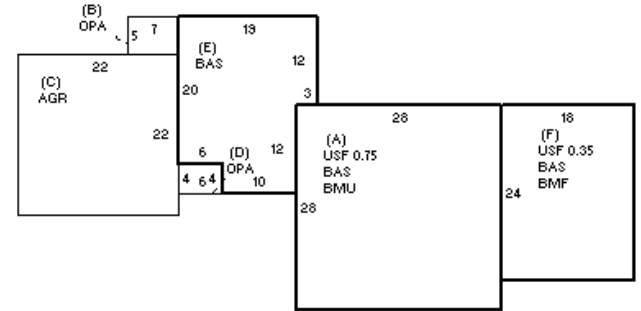 (B)
OPA
5 7
19
(E)
BAS
12
3
22
(C)
AGR
20
22
6
(D)
OPA
12
4 6 4
10
28
(A)
USF 0.75
BAS
BMU
28
18
(F)
USF 0.35
BAS
BMF
24